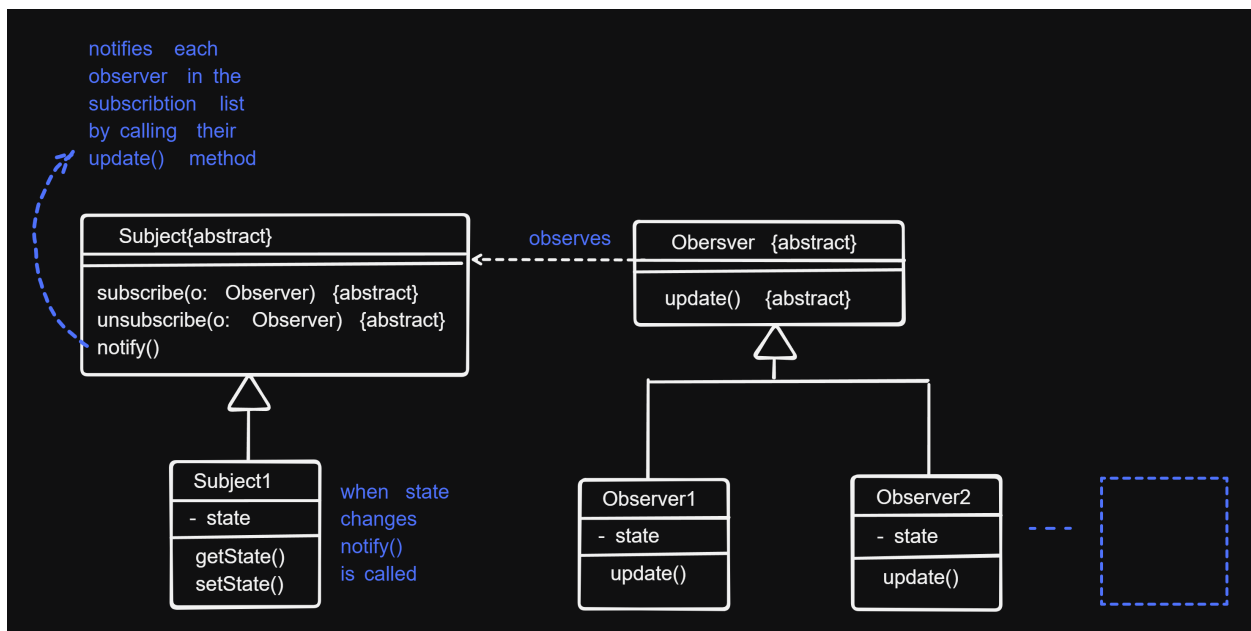 notifies each
observer in the
subscribtion list
by calling their
update() method
Subject{abstract}
subscribe(o: Observer) {abstract}
unsubscribe(o: Observer) {abstract}
notify()
observes
Obersver {abstract}
update() {abstract}
Subject1
- state
getState()
setState()
when state
changes
notify()
is called
Observer1
- state
update()
Observer2
- state
update()